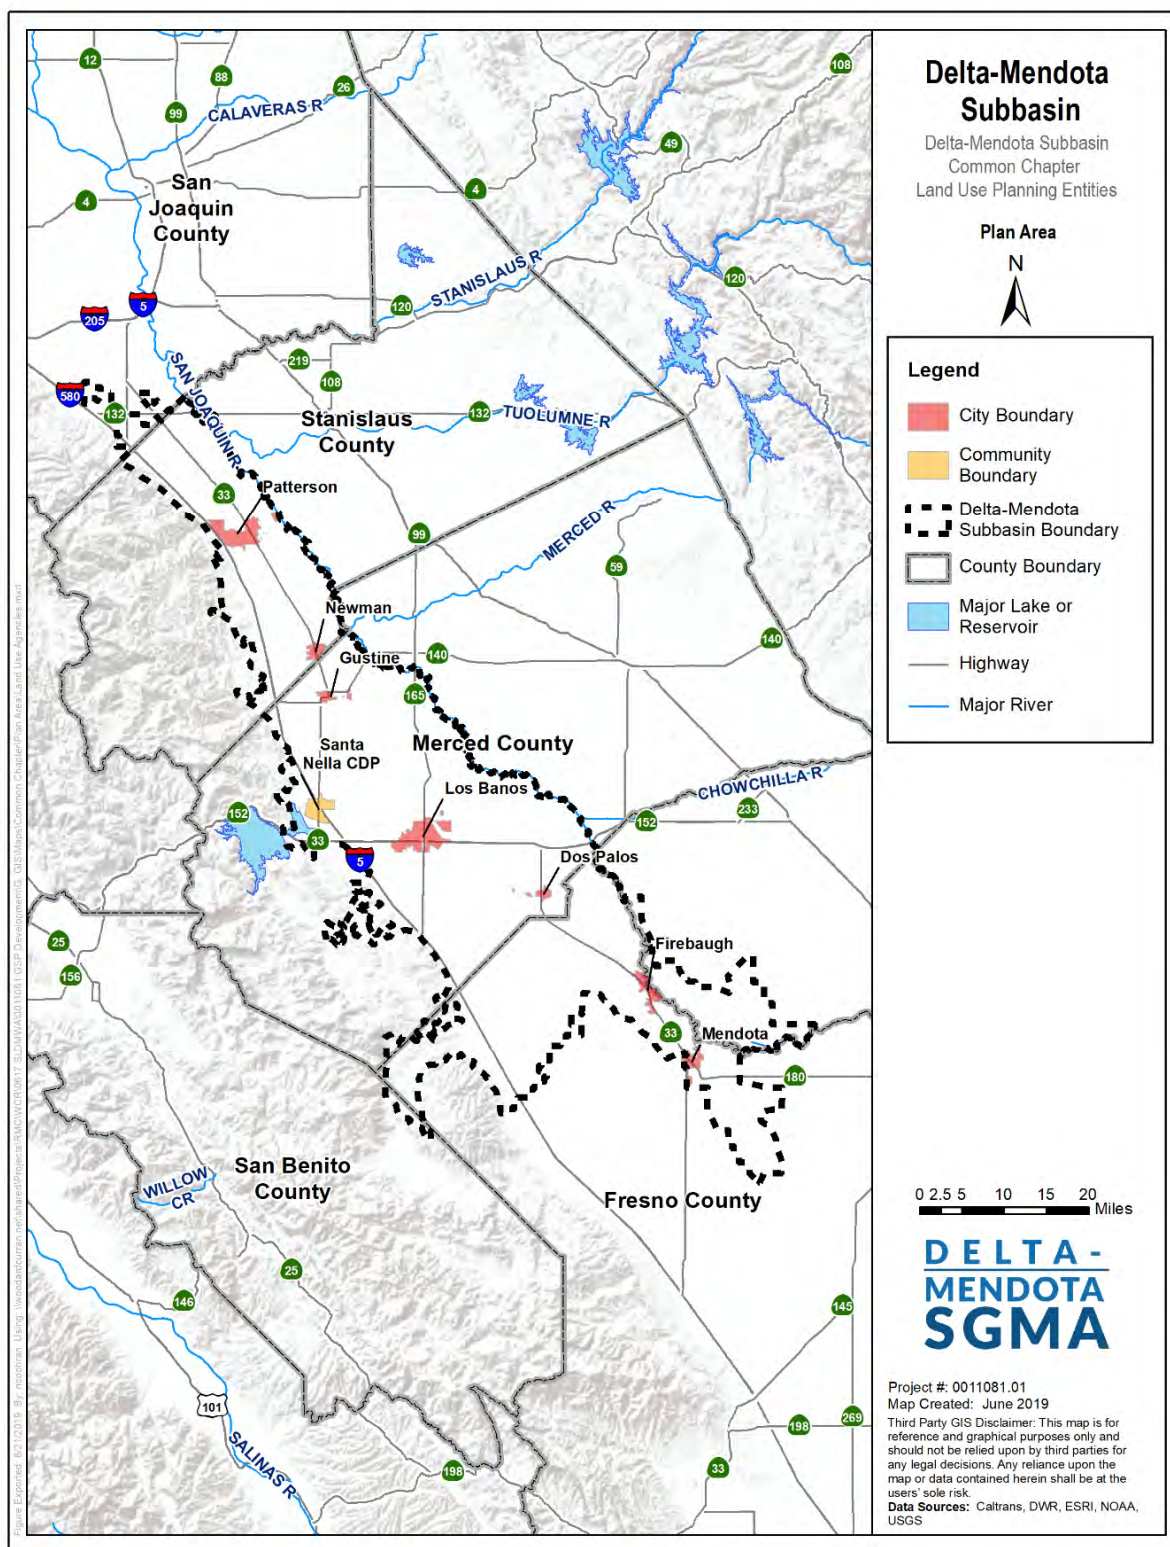 Delta-Mendota
Subbasin
Delta-Mendota Subbasin
Common Chapter
Land Use Planning Entities
Plan Area
N
Legend
City Boundary
Community
Boundary
Delta-Mendota
Subbasin Boundary
County Boundary
Major Lake or
Reservoir
Highway
Major River
12
88
26
108
99
CALAVERAS R
49
San
Joaquin
County
4
4
STANISLAUS R
120
120
5
205
219
108
SAN JOAQUIN R
580
132
Stanislaus
County
132
TUOLUMNE R
Patterson
33
99
MERCED R
59
Newman
Gustine
140
140
165
Merced County
Santa
Nella CDP
Los Banos
CHOWCHILLA R
233
152
152
33
5
Dos Palos
25
156
Firebaugh
33
Mendota
180
San Benito
County
WILLOW
CR
Fresno County
25
146
145
101
SALINAS R
198
198
269
33
0 2.5 5 10 15 20
Miles
DELTA-
MENDOTA
SGMA
Project #: 0011081.01
Map Created: June 2019
Third Party GIS Disclaimer: This map is for
reference and graphical purposes only and
should not be relied upon by third parties for
any legal decisions. Any reliance upon the
map or data contained herein shall be at the
users' sole risk.
Data Sources: Caltrans, DWR, ESRI, NOAA,
USGS